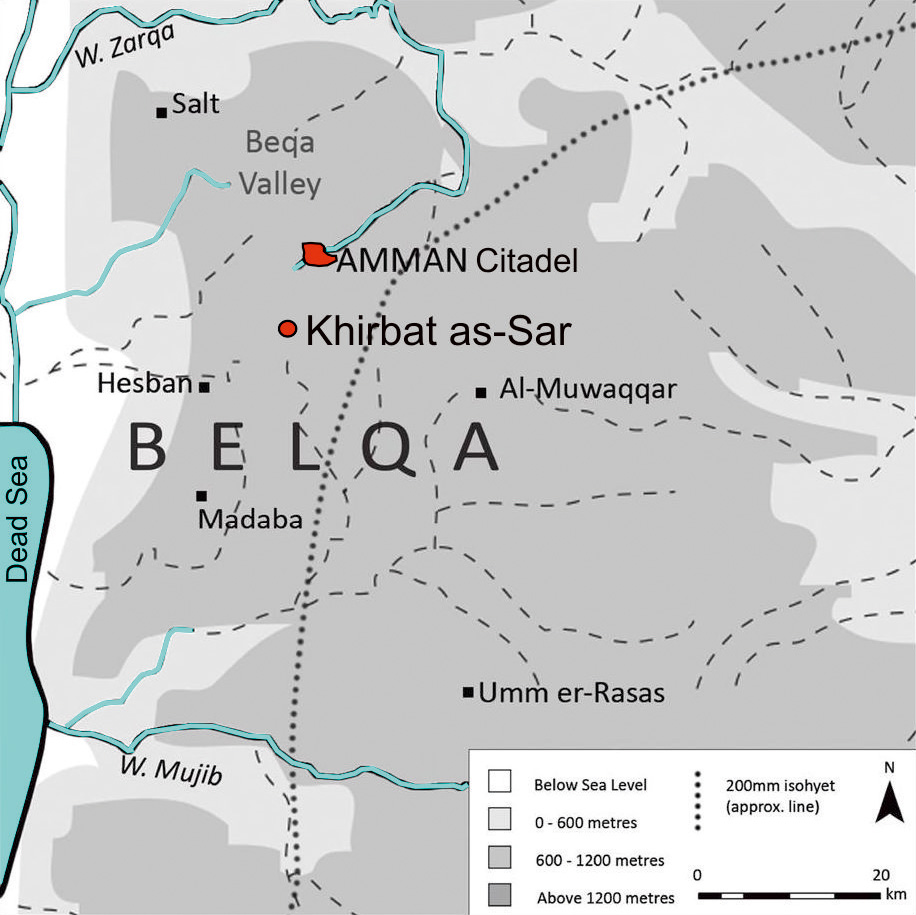 W. Zarqa
Salt
Beqa
Valley
AMMAN Citadel
Khirbat as-Sar
Hesban
Al-Muwaqqar
BELQA
Dead Sea
Madaba
Umm er-Rasas
W. Mujib
Below Sea Level
0 - 600 metres
600 - 1200 metres
Above 1200 metres
200mm isohyet
(approx. line)
N
0 20
km